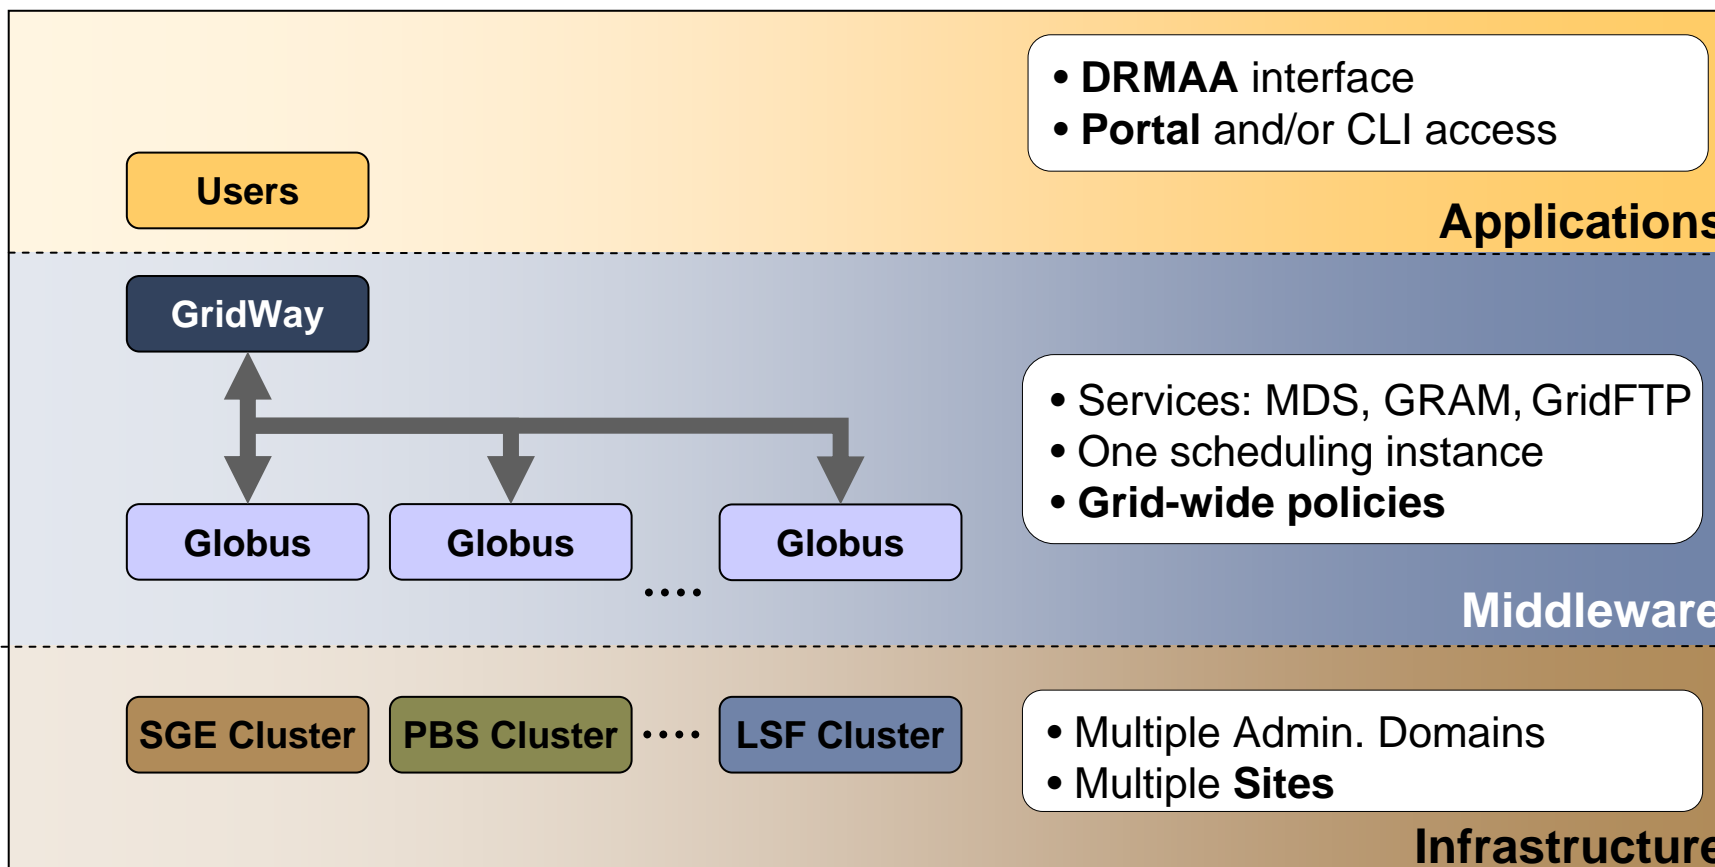 • DRMAA interface
• Portal and/or CLI access
Users
Applications
GridWay
• Services: MDS, GRAM, GridFTP
• One scheduling instance
• Grid-wide policies
Globus Globus .... Globus
Middleware
SGE Cluster PBS Cluster .... LSF Cluster
• Multiple Admin. Domains
• Multiple Sites
Infrastructure